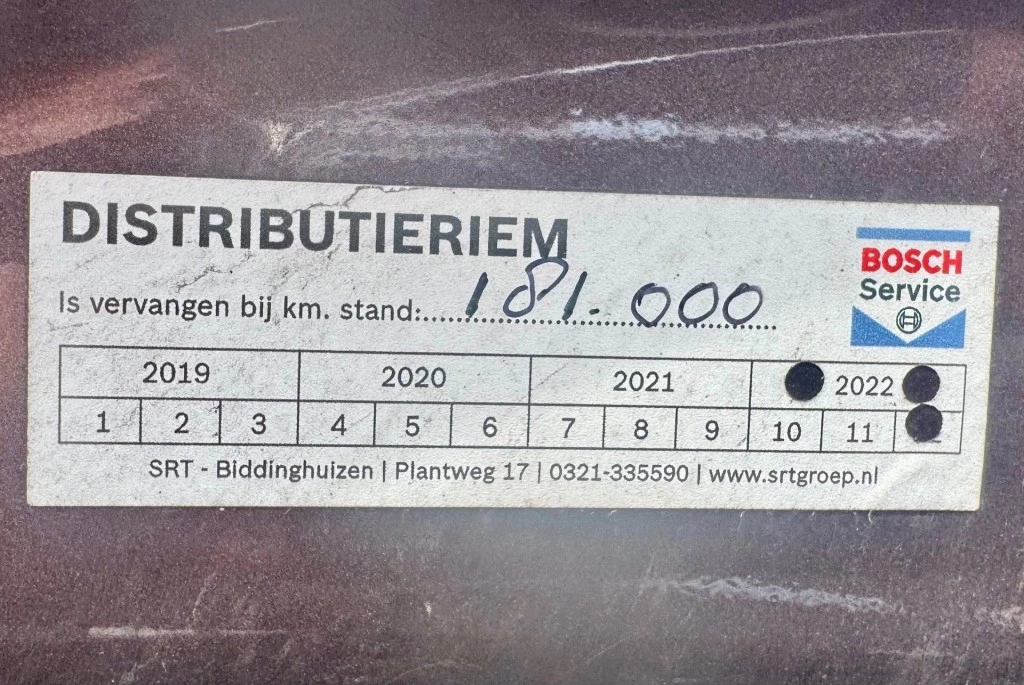 DISTRIBUTIERIEM
Is vervangen bij km. stand: 181.000
BOSCH
Service
2019 2020 2021 2022
1 2 3 4 5 6 7 8 9 10 11
SRT - Biddinghuizen | Plantweg 17 | 0321-335590 | www.srtgroep.nl